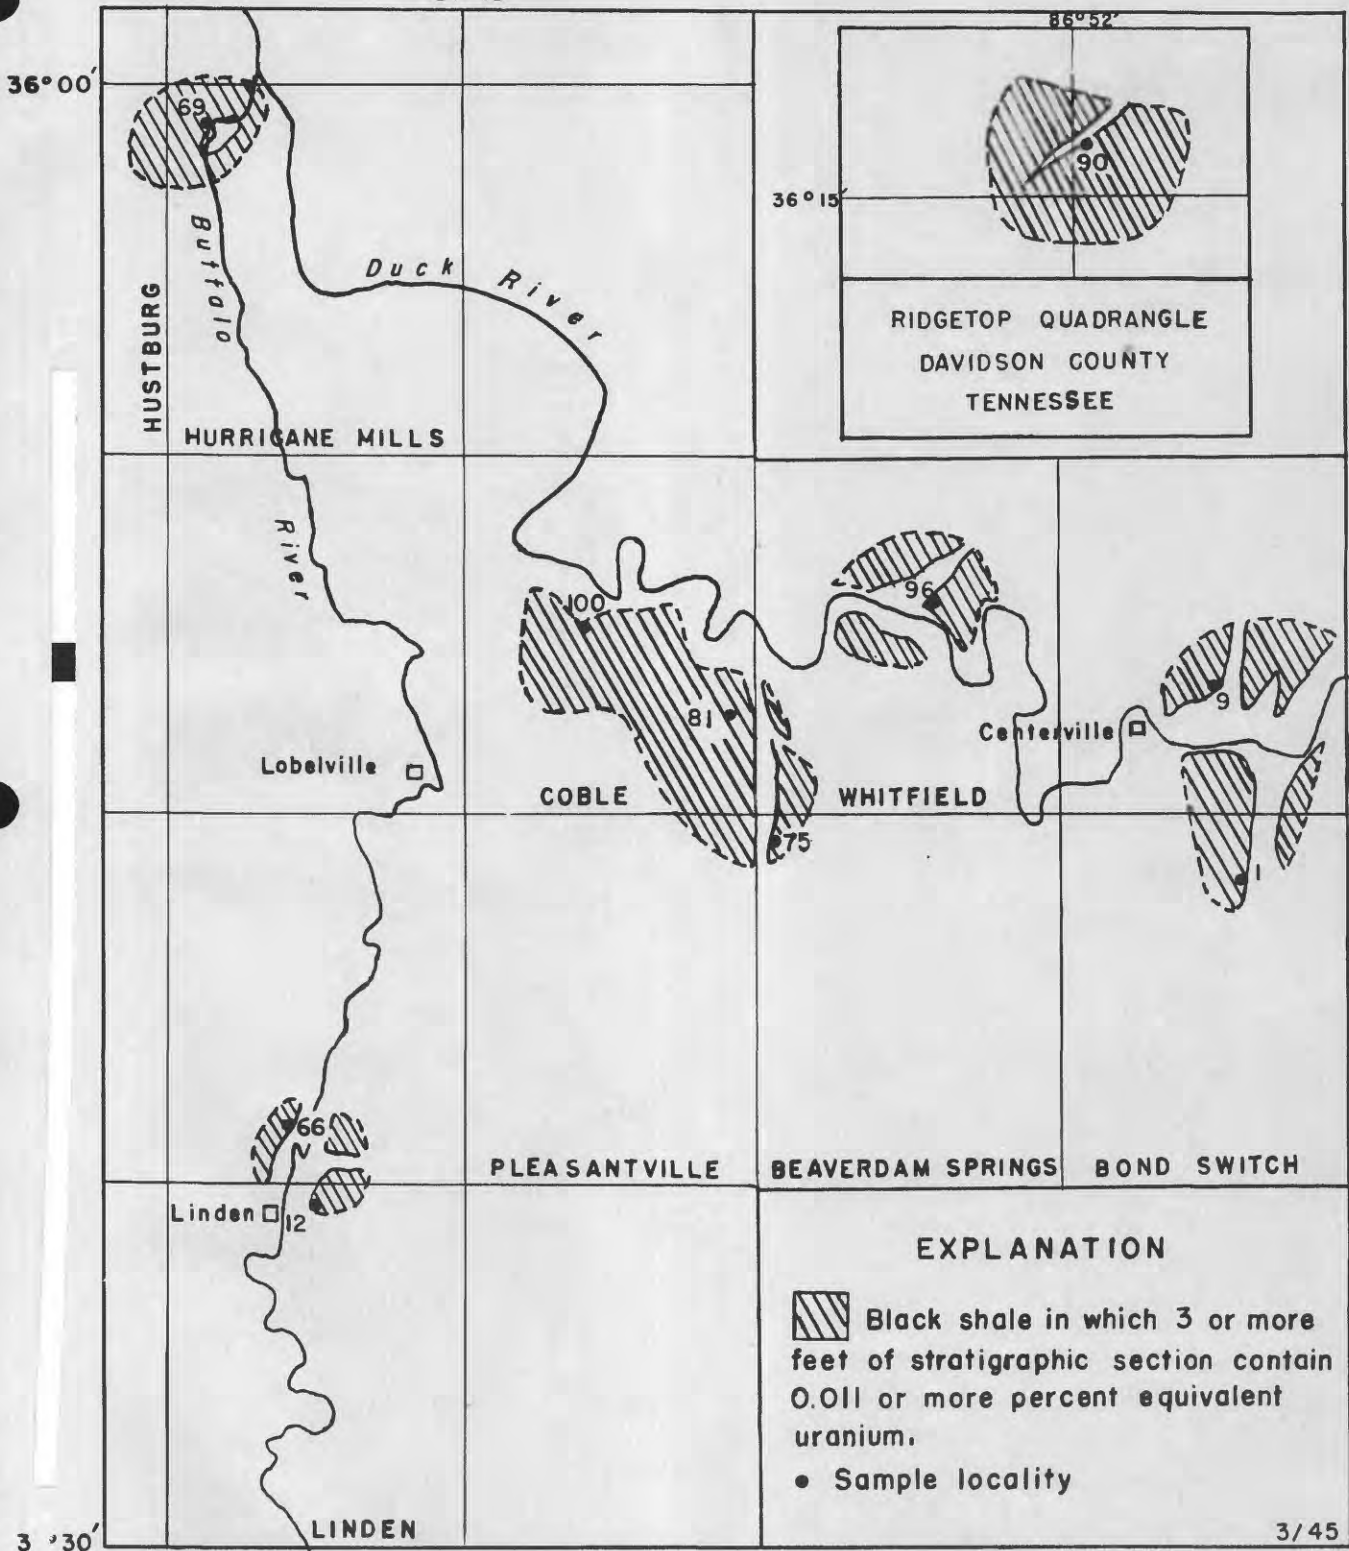 86°52'
36°00'
69
90
36°15'
Buffalo
Duck River
HUSTBURG
RIDGETOP QUADRANGLE
DAVIDSON COUNTY
TENNESSEE
HURRICANE MILLS
River
100
96
9
81
Centerville
Lobelville
COBLE
WHITFIELD
75
1
66
PLEASANTVILLE
BEAVERDAM SPRINGS
BOND SWITCH
Linden
12
EXPLANATION
Black shale in which 3 or more
feet of stratigraphic section contain
0.011 or more percent equivalent
uranium.
• Sample locality
LINDEN
3/45
30'